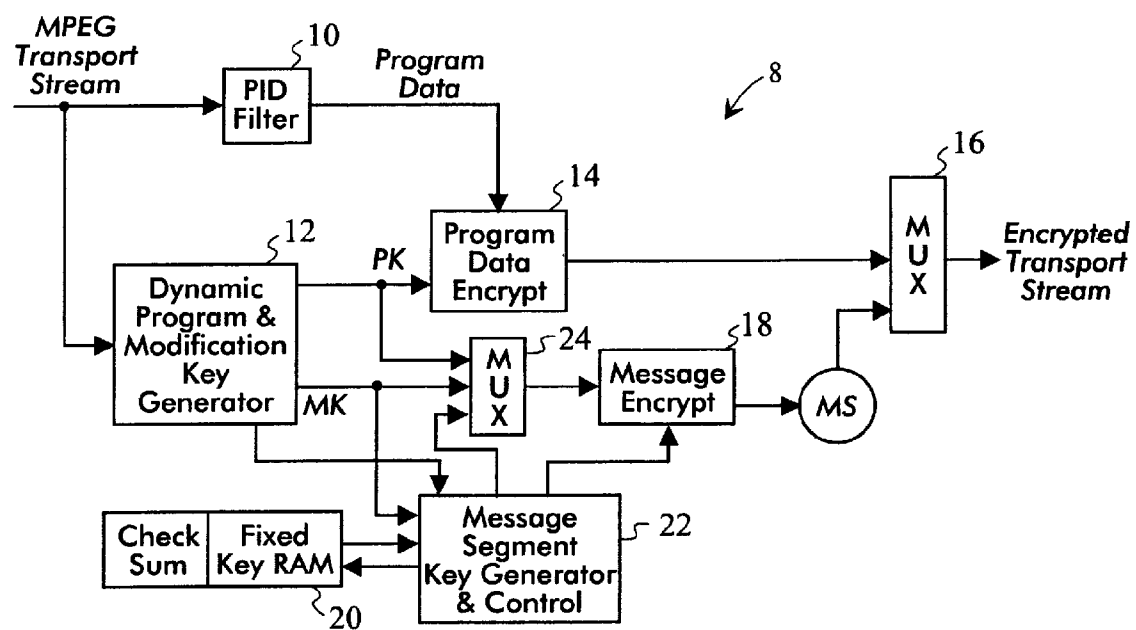 MPEG
Transport
Stream
10
PID
Filter
Program
Data
8
16
14
Program
Data
Encrypt
M
U
X
Encrypted
Transport
Stream
12
PK
Dynamic
Program &
Modification
Key
Generator
MK
24
M
U
X
18
Message
Encrypt
MS
Check
Sum
Fixed
Key RAM
20
Message
Segment
Key Generator
& Control
22